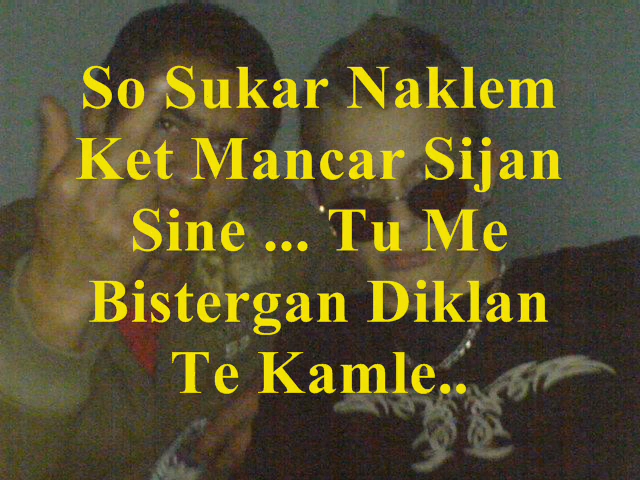 So Sukar Naklem
Ket Mancar Sijan
Sine ... Tu Me
Bistergan Diklan
Te Kamle..